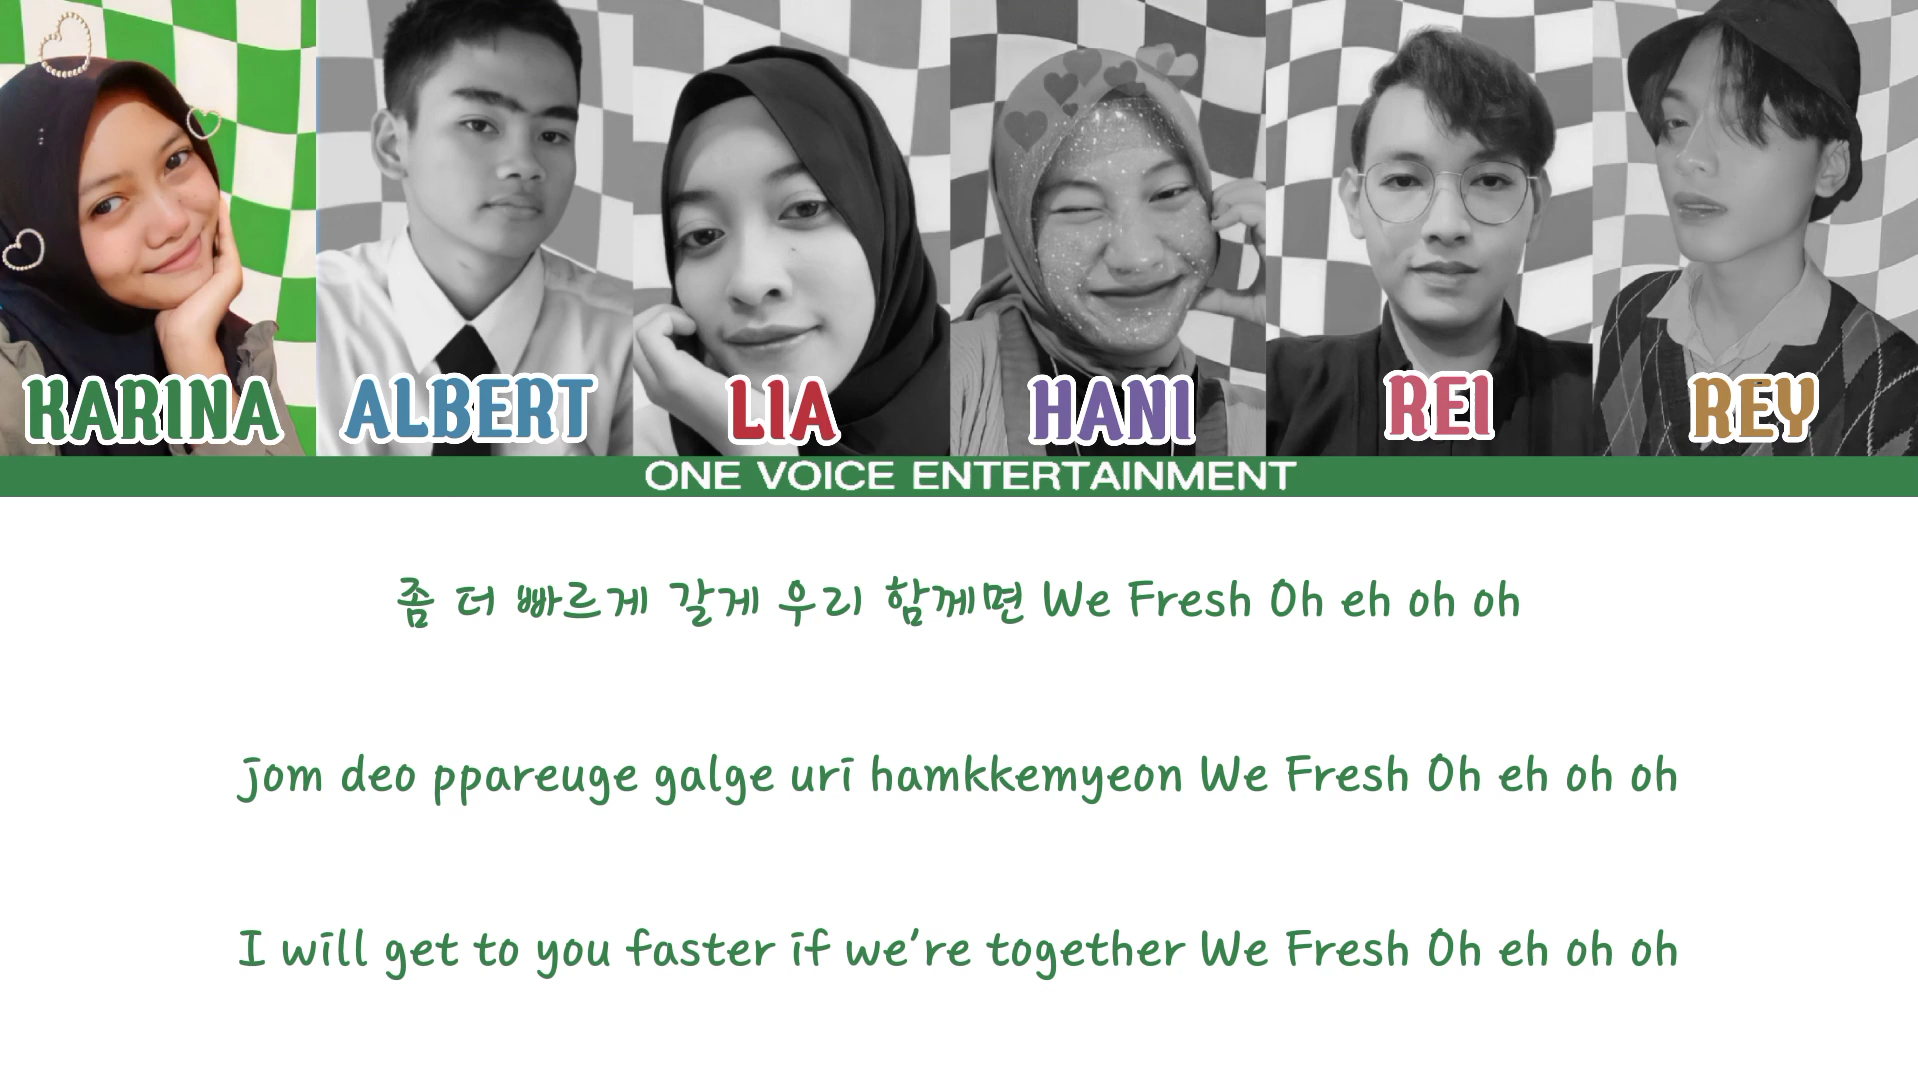 KARINA ALBERT LIA HANI REI REY
ONE VOICE ENTERTAINMENT
좀 더 빠르게 갈게 우리 함께면 We Fresh Oh eh oh oh
jom deo ppareuge galge uri hamkkemyeon We Fresh Oh eh oh oh
I will get to you faster if we're together We Fresh Oh eh oh oh